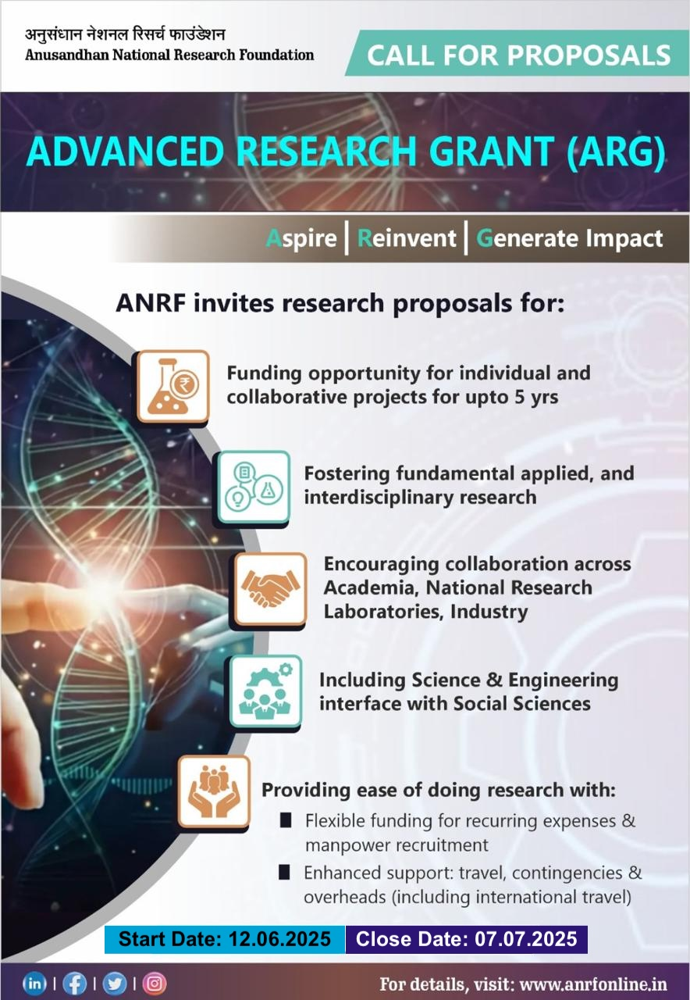 अनुसंधान नेशनल रिसर्च फाउंडेशन
Anusandhan National Research Foundation
CALL FOR PROPOSALS
ADVANCED RESEARCH GRANT (ARG)
Aspire | Reinvent | Generate Impact
ANRF invites research proposals for:
Funding opportunity for individual and
collaborative projects for upto 5 yrs
Fostering fundamental applied, and
interdisciplinary research
Encouraging collaboration across
Academia, National Research
Laboratories, Industry
Including Science & Engineering
interface with Social Sciences
Providing ease of doing research with:
Flexible funding for recurring expenses &
manpower recruitment
Enhanced support: travel, contingencies &
overheads (including international travel)
Start Date: 12.06.2025 Close Date: 07.07.2025
For details, visit: www.anrfonline.in